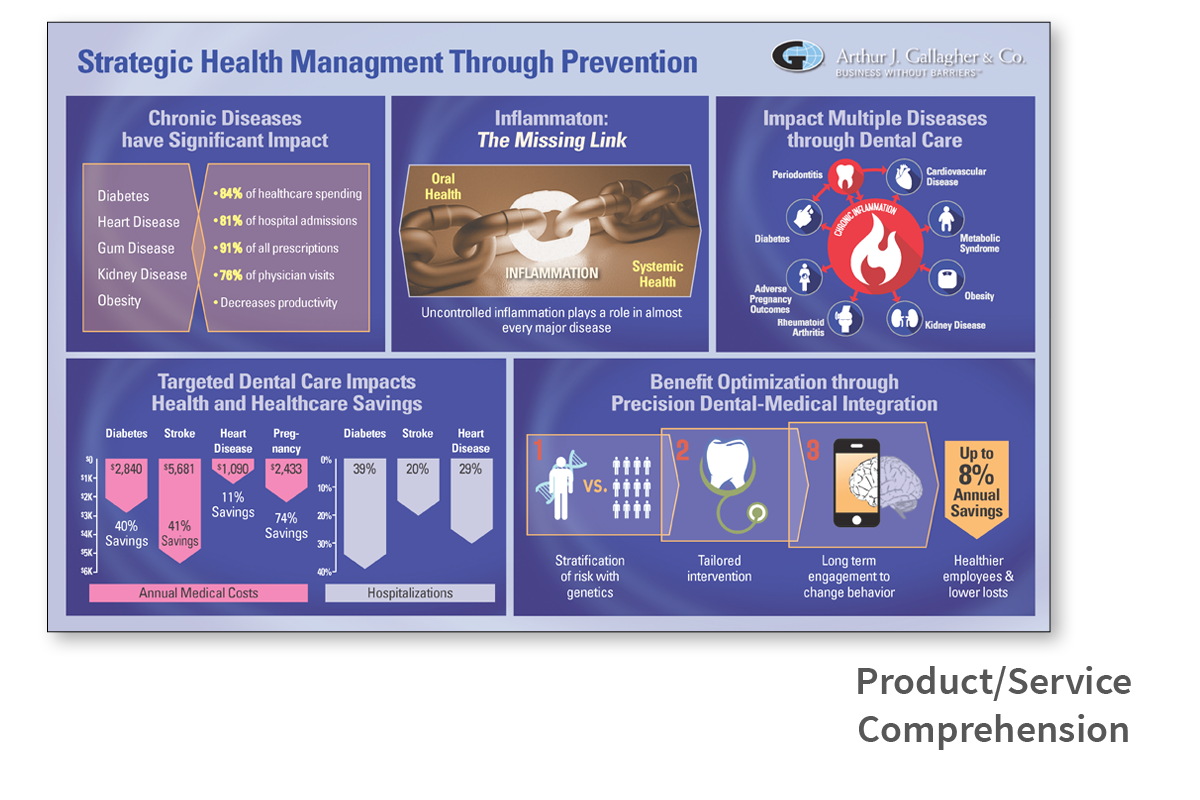 Strategic Health Managment Through Prevention
Arthur J. Gallagher & Co.
BUSINESS WITHOUT BARRIERS™
Chronic Diseases
have Significant Impact
Diabetes
Heart Disease
Gum Disease
Kidney Disease
Obesity
• 84% of healthcare spending
• 81% of hospital admissions
• 91% of all prescriptions
• 76% of physician visits
• Decreases productivity
Inflammaton:
The Missing Link
Oral
Health
INFLAMMATION
Systemic
Health
Uncontrolled inflammation plays a role in almost
every major disease
Impact Multiple Diseases
through Dental Care
Periodontitis
Cardiovascular
Disease
CHRONIC INFLAMMATION
Diabetes
Metabolic
Syndrome
Adverse
Pregnancy
Outcomes
Obesity
Rheumatoid
Arthritis
Kidney Disease
Targeted Dental Care Impacts
Health and Healthcare Savings
Diabetes
Stroke
Heart
Disease
Preg-
nancy
$0
$1K
$2K
$3K
$4K
$5K
$6K
$2,840
$5,681
$1,090
$2,433
40%
Savings
41%
Savings
11%
Savings
74%
Savings
Annual Medical Costs
Diabetes
Stroke
Heart
Disease
0%
10%
20%
30%
40%
39%
20%
29%
Hospitalizations
Benefit Optimization through
Precision Dental-Medical Integration
1
VS.
2
3
Up to
8%
Annual
Savings
Stratification
of risk with
genetics
Tailored
intervention
Long term
engagement to
change behavior
Healthier
employees &
lower losts
Product/Service
Comprehension